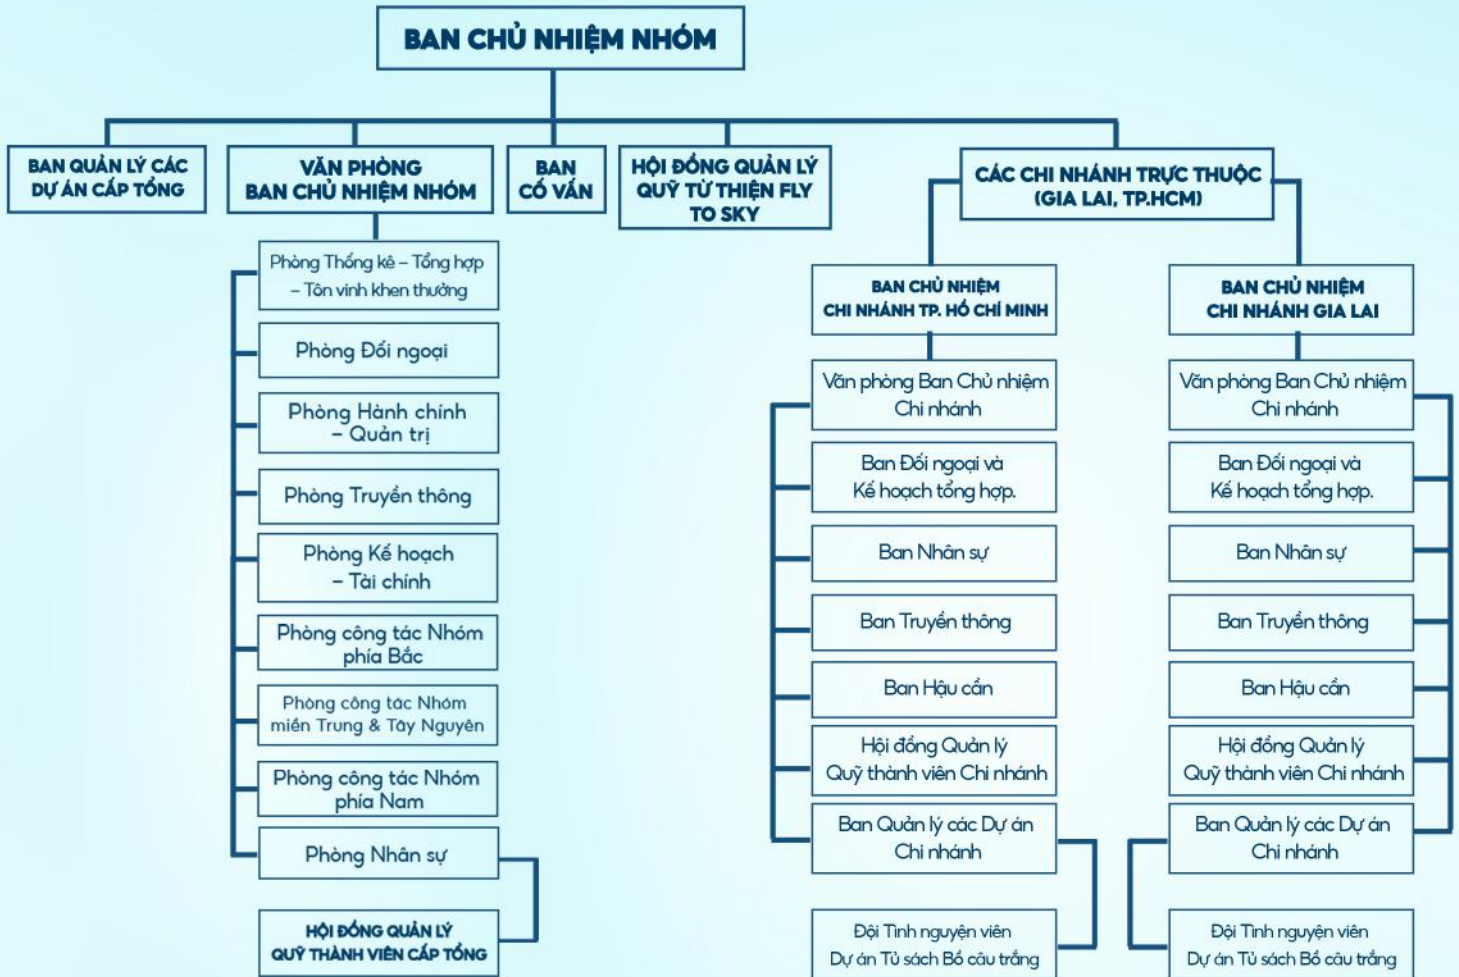 BAN CHỦ NHIỆM NHÓM
BAN QUẢN LÝ CÁC
DỰ ÁN CẤP TỔNG
VĂN PHÒNG
BAN CHỦ NHIỆM NHÓM
BAN
CỐ VẤN
HỘI ĐỒNG QUẢN LÝ
QUỸ TỪ THIỆN FLY
TO SKY
CÁC CHI NHÁNH TRỰC THUỘC
(GIA LAI, TP.HCM)
Phòng Thống kê – Tổng hợp
– Tôn vinh khen thưởng
Phòng Đối ngoại
Phòng Hành chính
– Quản trị
Phòng Truyền thông
Phòng Kế hoạch
– Tài chính
Phòng công tác Nhóm
phía Bắc
Phòng công tác Nhóm
miền Trung & Tây Nguyên
Phòng công tác Nhóm
phía Nam
Phòng Nhân sự
HỘI ĐỒNG QUẢN LÝ
QUỸ THÀNH VIÊN CẤP TỔNG
BAN CHỦ NHIỆM
CHI NHÁNH TP. HỒ CHÍ MINH
Văn phòng Ban Chủ nhiệm
Chi nhánh
Ban Đối ngoại và
Kế hoạch tổng hợp.
Ban Nhân sự
Ban Truyền thông
Ban Hậu cần
Hội đồng Quản lý
Quỹ thành viên Chi nhánh
Ban Quản lý các Dự án
Chi nhánh
Đội Tình nguyện viên
Dự án Tủ sách Bồ câu trắng
BAN CHỦ NHIỆM
CHI NHÁNH GIA LAI
Văn phòng Ban Chủ nhiệm
Chi nhánh
Ban Đối ngoại và
Kế hoạch tổng hợp.
Ban Nhân sự
Ban Truyền thông
Ban Hậu cần
Hội đồng Quản lý
Quỹ thành viên Chi nhánh
Ban Quản lý các Dự án
Chi nhánh
Đội Tình nguyện viên
Dự án Tủ sách Bồ câu trắng